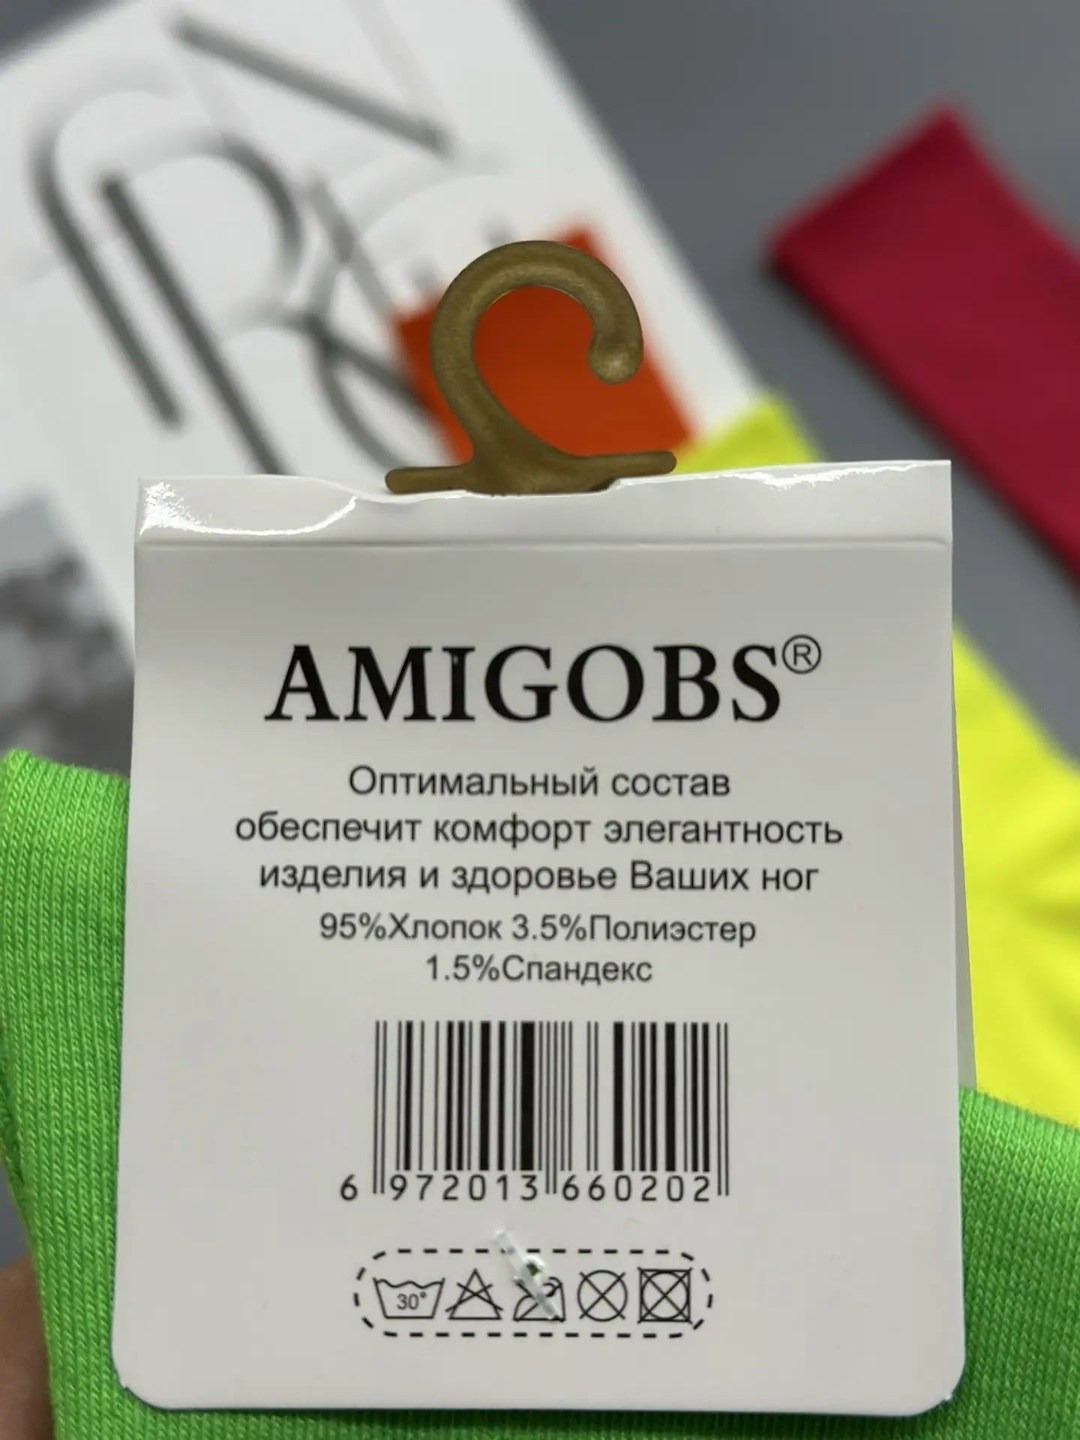 AMIGOBS®
Оптимальный состав
обеспечит комфорт элегантность
изделия и здоровье Ваших ног
95%Хлопок 3.5%Полиэстер
1.5%Спандекс
6 972013 660202
30°